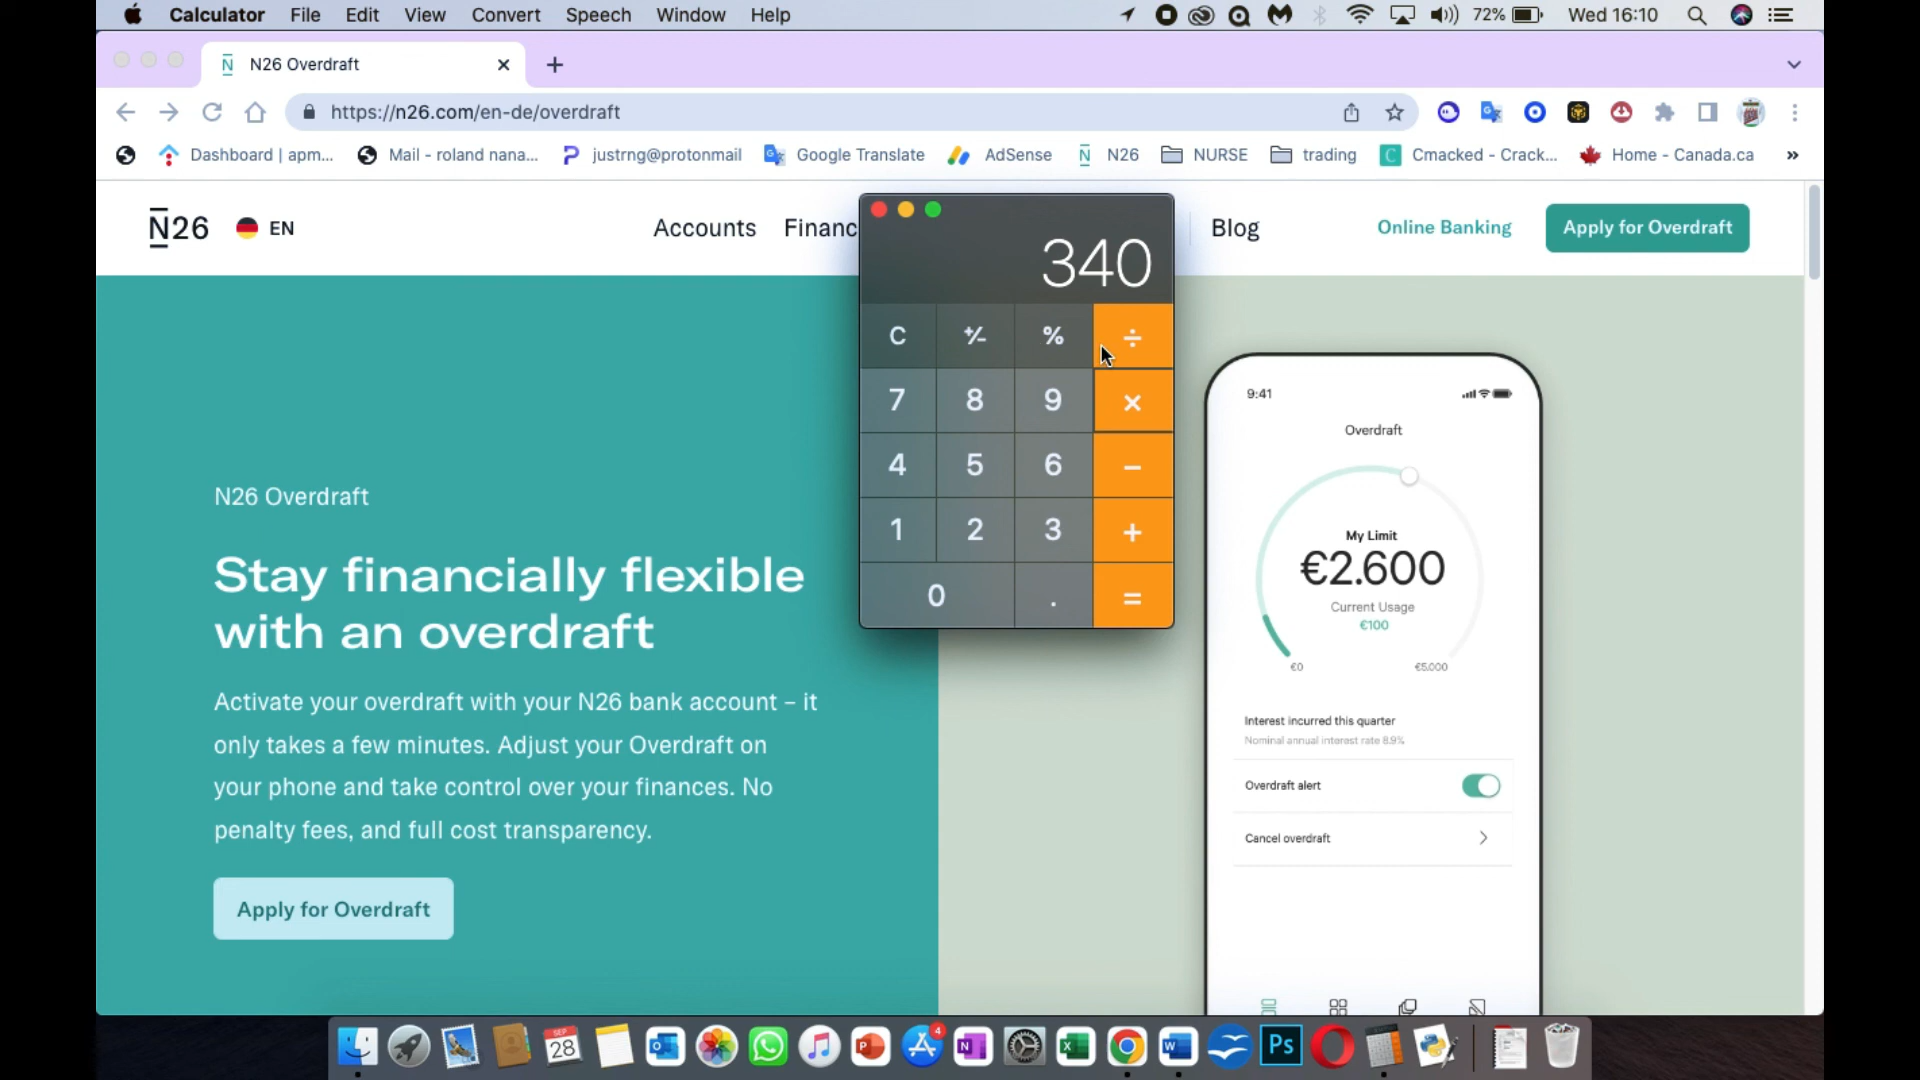 Calculator File Edit View Convert Speech Window Help 72% Wed 16:10
N26 Overdraft
https://n26.com/en-de/overdraft
Dashboard | apm... Mail - roland nana... justrng@protonmail Google Translate AdSense N26 NURSE trading Cmacked - Crack... Home - Canada.ca »
N26 EN Accounts Financ Blog Online Banking Apply for Overdraft
340
C +/- % ÷
7 8 9 ×
4 5 6 −
1 2 3 +
0 . =
N26 Overdraft
Stay financially flexible
with an overdraft
Activate your overdraft with your N26 bank account – it
only takes a few minutes. Adjust your Overdraft on
your phone and take control over your finances. No
penalty fees, and full cost transparency.
Apply for Overdraft
9:41
Overdraft
My Limit
€2.600
Current Usage
€100
€0 €5.000
Interest incurred this quarter
Nominal annual interest rate 8.9%
Overdraft alert
Cancel overdraft
SEP
28
4
Ps